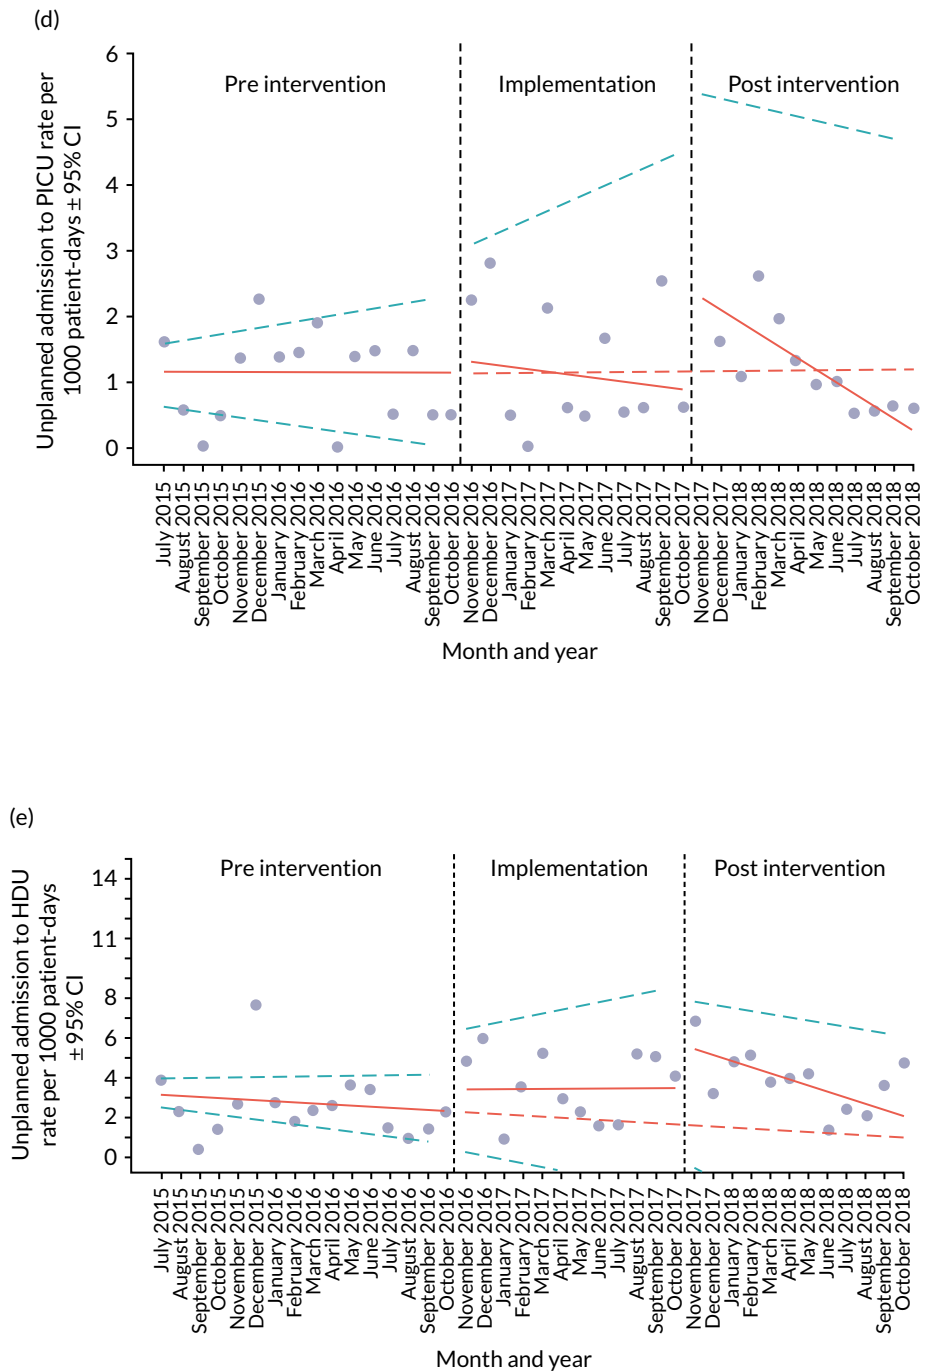 (d)
Unplanned admission to PICU rate per
1000 patient-days ± 95% CI
6
5
4
3
2
1
0
Pre intervention
Implementation
Post intervention
July 2015
August 2015
September 2015
October 2015
November 2015
December 2015
January 2016
February 2016
March 2016
April 2016
May 2016
June 2016
July 2016
August 2016
September 2016
October 2016
November 2016
December 2016
January 2017
February 2017
March 2017
April 2017
May 2017
June 2017
July 2017
August 2017
September 2017
October 2017
November 2017
December 2017
January 2018
February 2018
March 2018
April 2018
May 2018
June 2018
July 2018
August 2018
September 2018
October 2018
Month and year
(e)
Unplanned admission to HDU
rate per 1000 patient-days
± 95% CI
14
11
8
6
4
2
0
Pre intervention
Implementation
Post intervention
July 2015
August 2015
September 2015
October 2015
November 2015
December 2015
January 2016
February 2016
March 2016
April 2016
May 2016
June 2016
July 2016
August 2016
September 2016
October 2016
November 2016
December 2016
January 2017
February 2017
March 2017
April 2017
May 2017
June 2017
July 2017
August 2017
September 2017
October 2017
November 2017
December 2017
January 2018
February 2018
March 2018
April 2018
May 2018
June 2018
July 2018
August 2018
September 2018
October 2018
Month and year